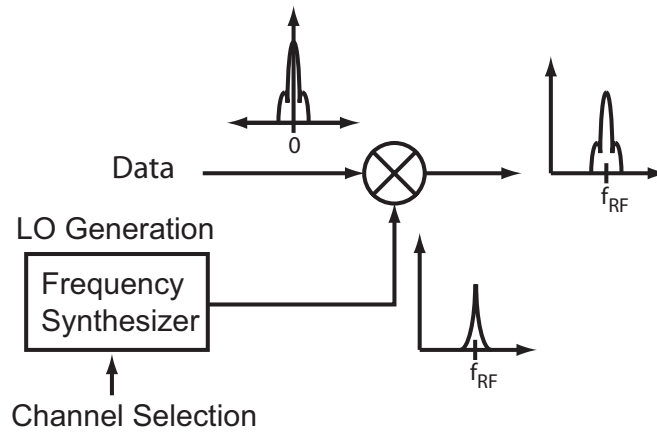 0
Data
f_RF
LO Generation
Frequency
Synthesizer
f_RF
Channel Selection